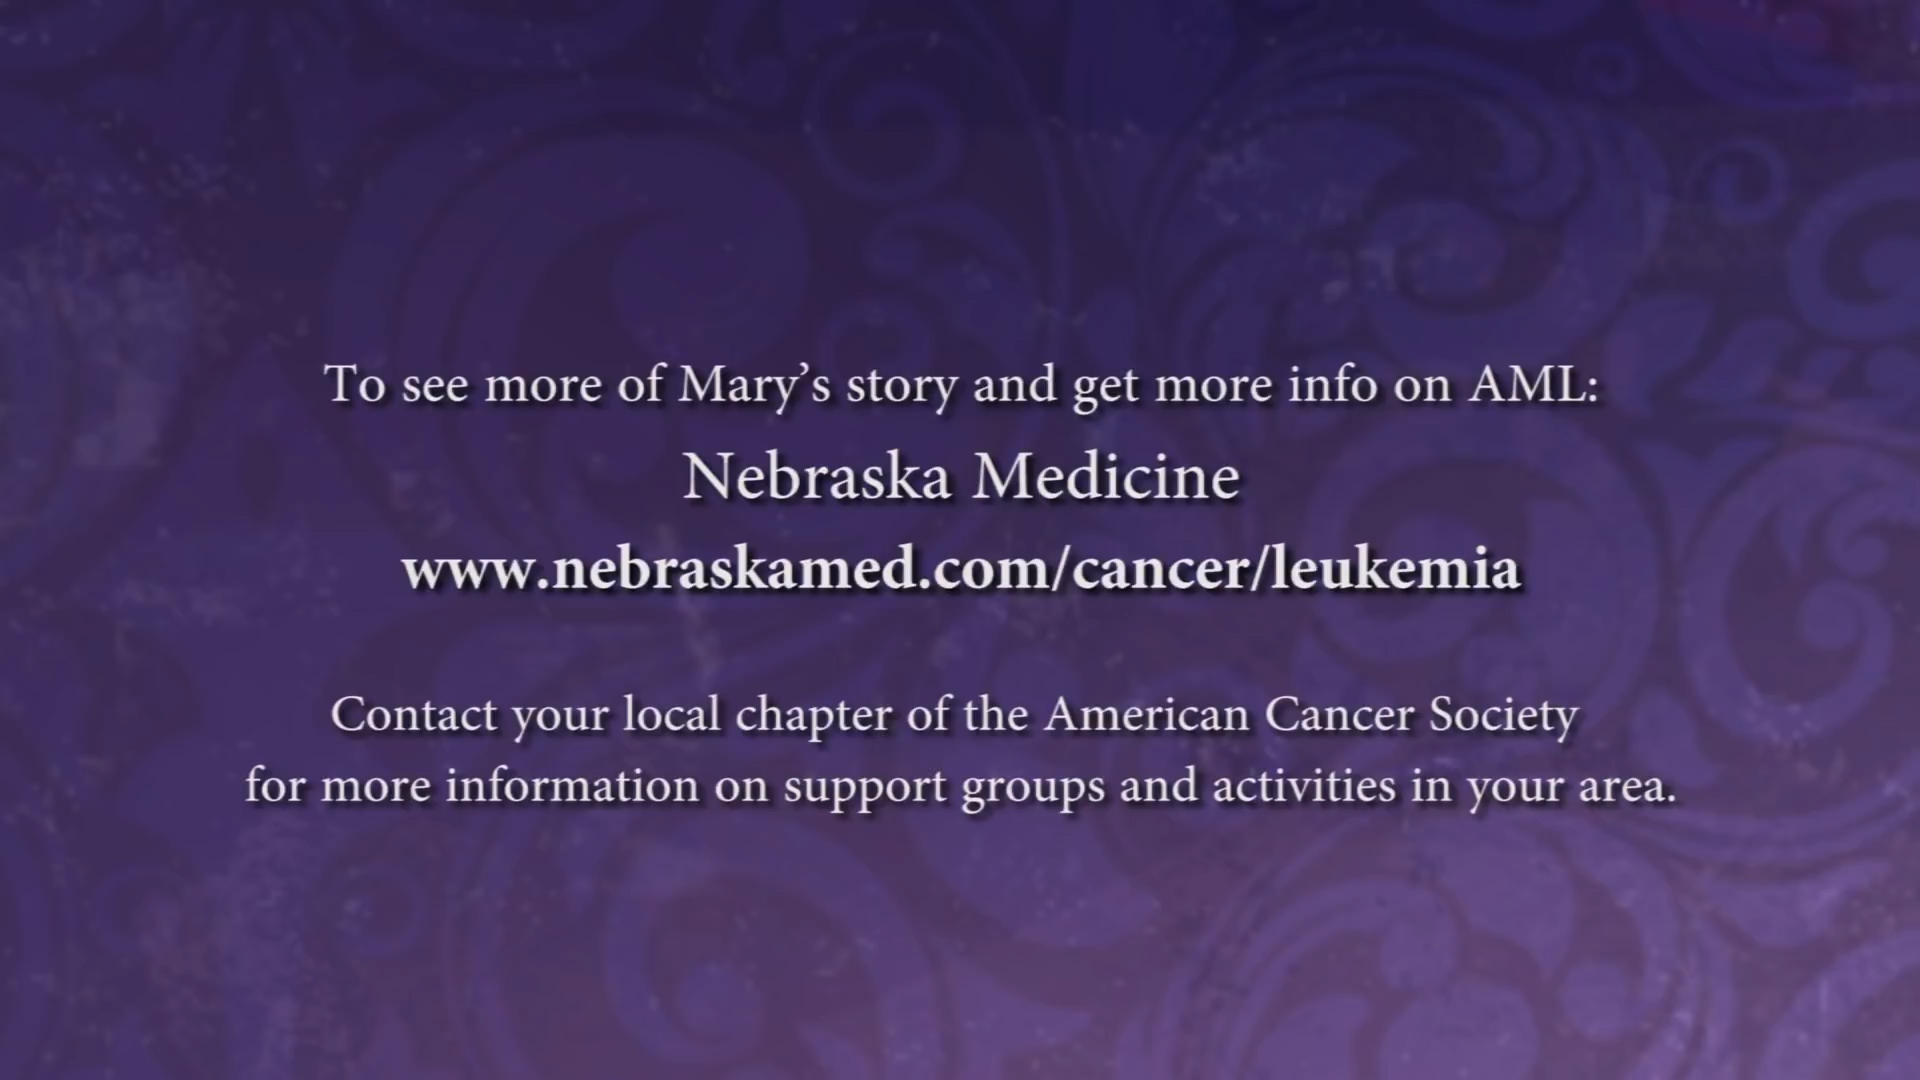 To see more of Mary’s story and get more info on AML:
Nebraska Medicine
www.nebraskamed.com/cancer/leukemia
Contact your local chapter of the American Cancer Society
for more information on support groups and activities in your area.